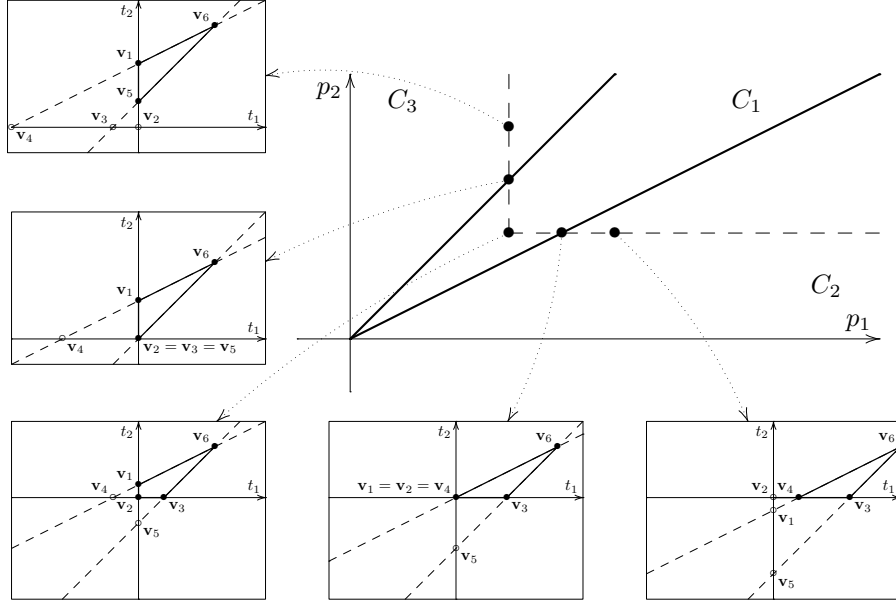 t₂
v₆
v₁
v₅
v₃
v₂
t₁
v₄
p₂
C₃
C₁
C₂
p₁
t₂
v₆
v₁
t₁
v₄
v₂ = v₃ = v₅
t₂
v₆
v₁
v₄
t₁
v₂
v₃
v₅
t₂
v₆
v₁ = v₂ = v₄
t₁
v₃
v₅
t₂
v₆
v₂
v₄
t₁
v₁
v₃
v₅